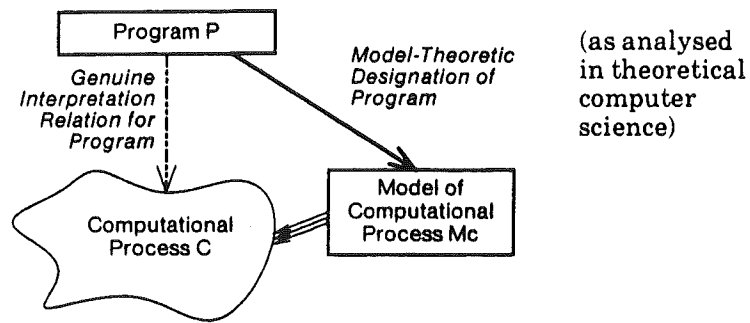 Program P
Genuine
Interpretation
Relation for
Program
Model-Theoretic
Designation of
Program
(as analysed
in theoretical
computer
science)
Computational
Process C
Model of
Computational
Process Mc